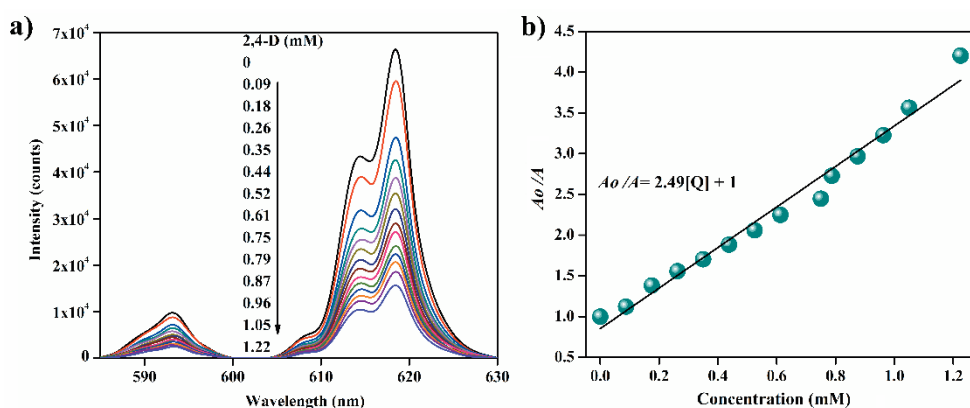 a)
2,4-D (mM)
0
0.09
0.18
0.26
0.35
0.44
0.52
0.61
0.75
0.79
0.87
0.96
1.05
1.22
7x10⁴
6x10⁴
5x10⁴
4x10⁴
3x10⁴
2x10⁴
1x10⁴
0
Intensity (counts)
590
600
610
620
630
Wavelength (nm)
b)
Ao /A= 2.49[Q] + 1
4.5
4.0
3.5
3.0
2.5
2.0
1.5
1.0
0.5
Ao /A
0.0
0.2
0.4
0.6
0.8
1.0
1.2
Concentration (mM)